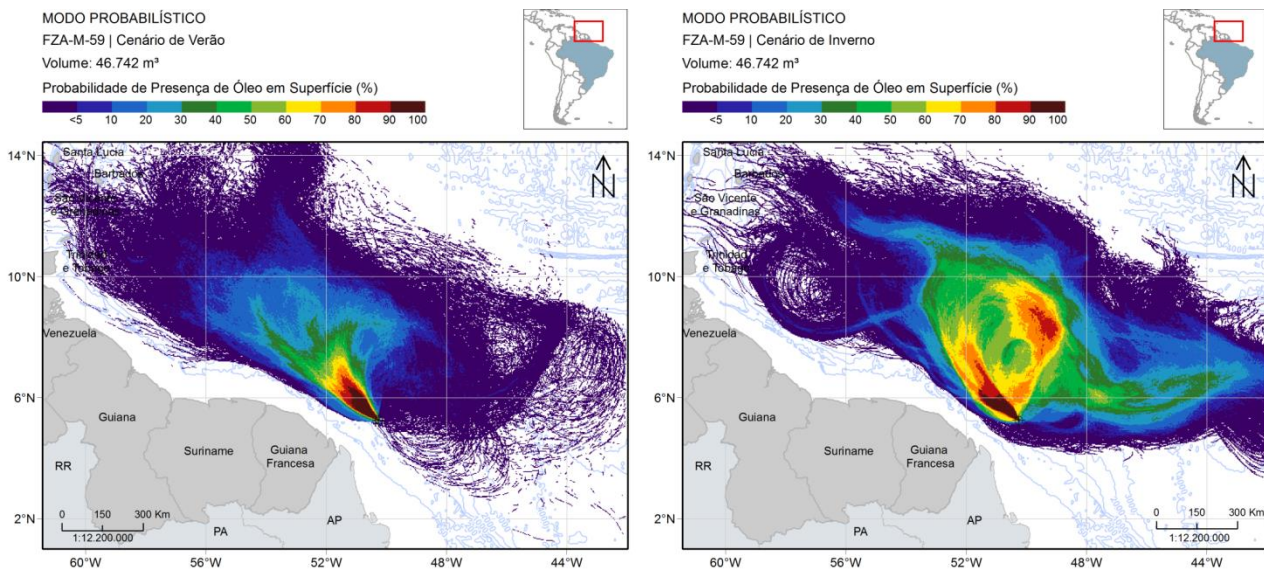 MODO PROBABILÍSTICO
FZA-M-59 | Cenário de Verão
Volume: 46.742 m³
Probabilidade de Presença de Óleo em Superfície (%)
<5 10 20 30 40 50 60 70 80 90 100
14°N
10°N
6°N
2°N
Santa Lucia
Barbados
São Vicente
e Granadinas
Trinidad
e Tobago
Venezuela
Guiana
Suriname
Guiana
Francesa
RR
PA
AP
N
4000
0 150 300 Km
1:12.200.000
60°W 56°W 52°W 48°W 44°W
MODO PROBABILÍSTICO
FZA-M-59 | Cenário de Inverno
Volume: 46.742 m³
Probabilidade de Presença de Óleo em Superfície (%)
<5 10 20 30 40 50 60 70 80 90 100
14°N
10°N
6°N
2°N
Santa Lucia
Barbados
São Vicente
e Granadinas
Trinidad
e Tobago
Venezuela
Guiana
Suriname
Guiana
Francesa
RR
PA
AP
N
0 150 300 Km
1:12.200.000
60°W 56°W 52°W 48°W 44°W